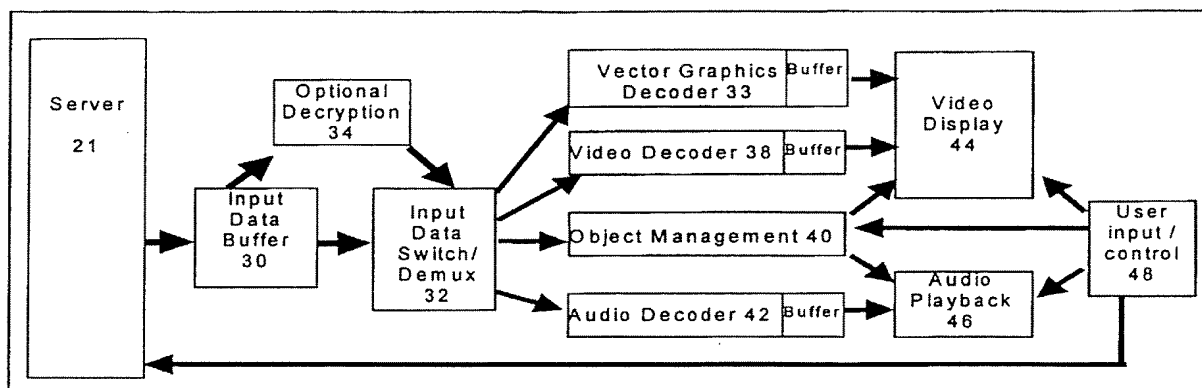 Server
21
Optional
Decryption
34
Input
Data
Buffer
30
Input
Data
Switch/
Demux
32
Vector Graphics
Decoder 33
Buffer
Video Decoder 38
Buffer
Object Management 40
Audio Decoder 42
Buffer
Video
Display
44
Audio
Playback
46
User
input /
control
48